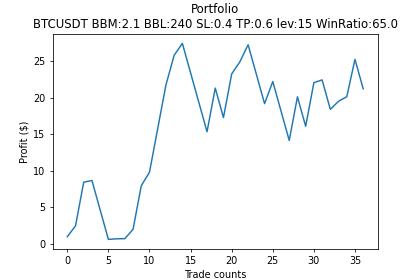 Portfolio
BTCUSDT BBM:2.1 BBL:240 SL:0.4 TP:0.6 lev:15 WinRatio:65.0
25
20
15
10
5
0
Profit ($)
0 5 10 15 20 25 30 35
Trade counts